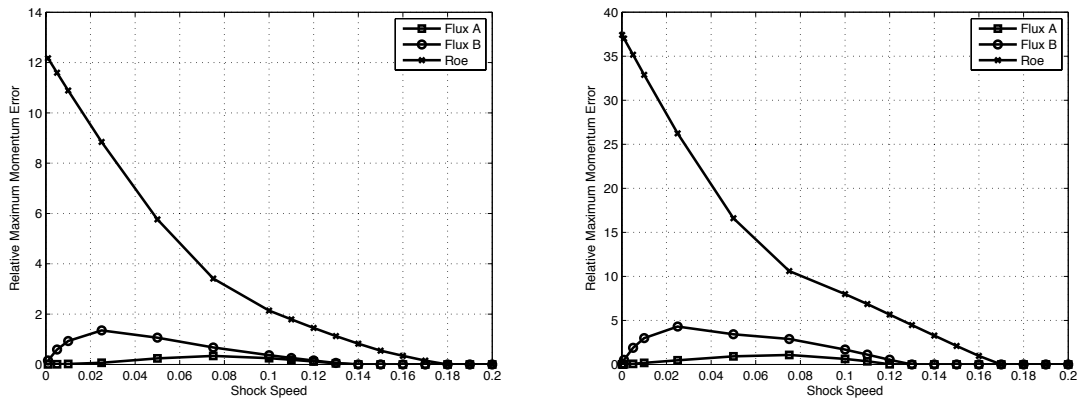 14
12
10
8
6
4
2
0
Relative Maximum Momentum Error
0 0.02 0.04 0.06 0.08 0.1 0.12 0.14 0.16 0.18 0.2
Shock Speed
Flux A
Flux B
Roe
40
35
30
25
20
15
10
5
0
Relative Maximum Momentum Error
0 0.02 0.04 0.06 0.08 0.1 0.12 0.14 0.16 0.18 0.2
Shock Speed
Flux A
Flux B
Roe